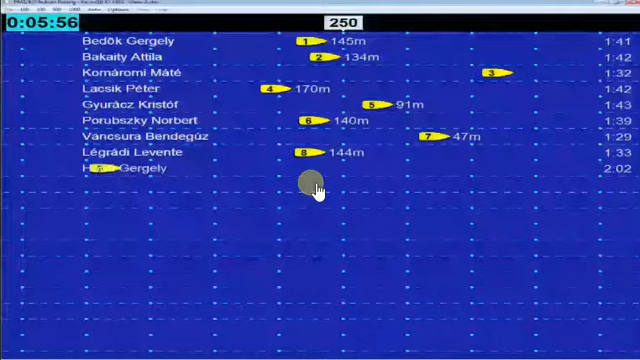 0:05:56 250
Bedők Gergely 1 145m 1:41
Bakaity Attila 2 134m 1:42
Komáromi Máté 3 1:32
Lacsik Péter 4 170m 1:42
Gyurácz Kristóf 5 91m 1:43
Porubszky Norbert 6 140m 1:39
Vancsura Bendegúz 7 47m 1:29
Légrádi Levente 8 144m 1:33
Gergely 2:02